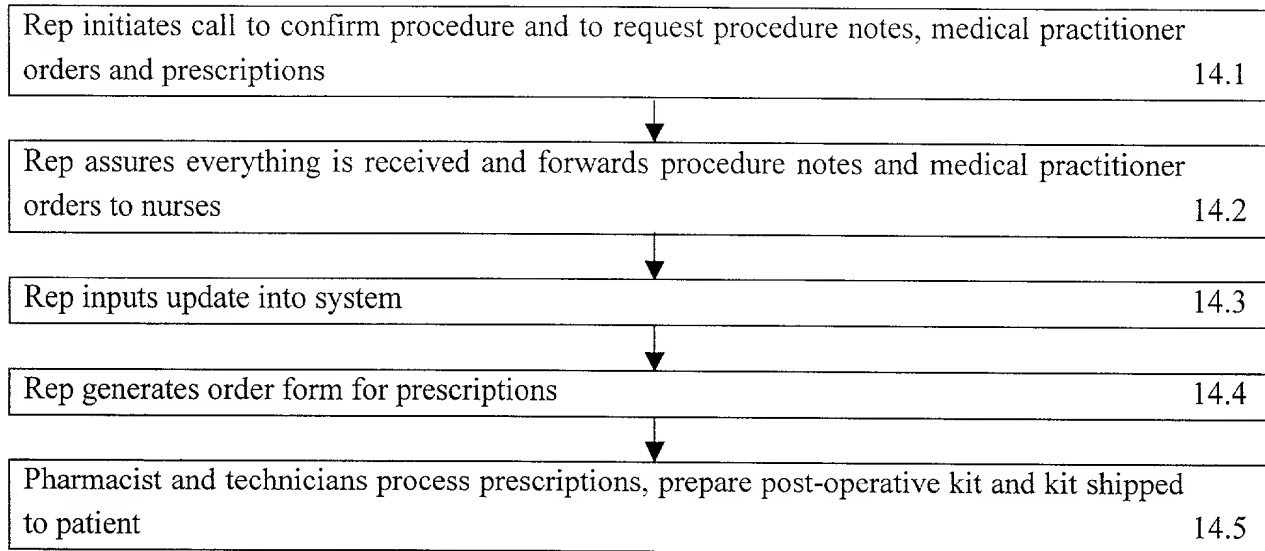 Rep initiates call to confirm procedure and to request procedure notes, medical practitioner
orders and prescriptions 14.1
Rep assures everything is received and forwards procedure notes and medical practitioner
orders to nurses 14.2
Rep inputs update into system 14.3
Rep generates order form for prescriptions 14.4
Pharmacist and technicians process prescriptions, prepare post-operative kit and kit shipped
to patient 14.5